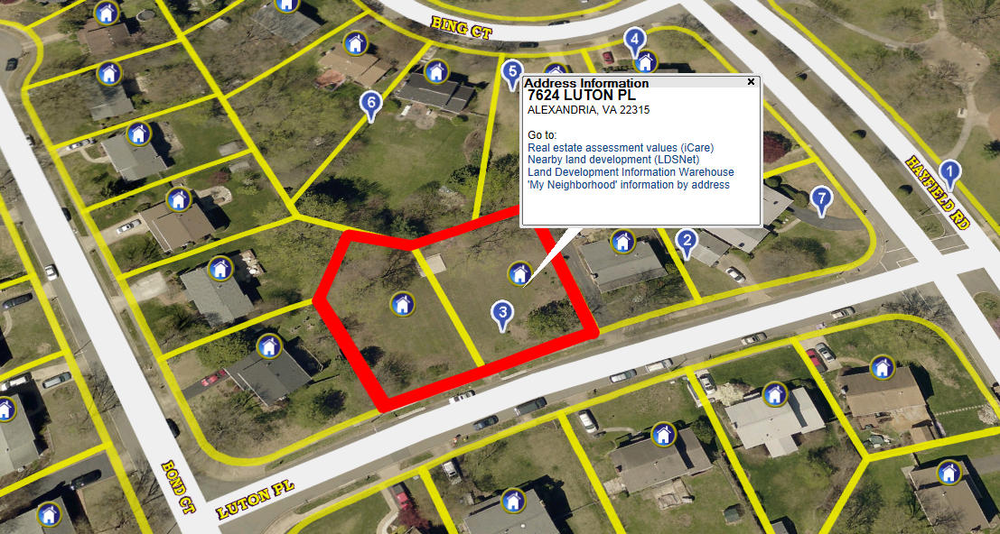 BING CT
4
5
6
Address Information ×
7624 LUTON PL
ALEXANDRIA, VA 22315
Go to:
Real estate assessment values (iCare)
Nearby land development (LDSNet)
Land Development Information Warehouse
'My Neighborhood' information by address
1
HAYFIELD RD
7
2
3
BOND CT
LUTON PL